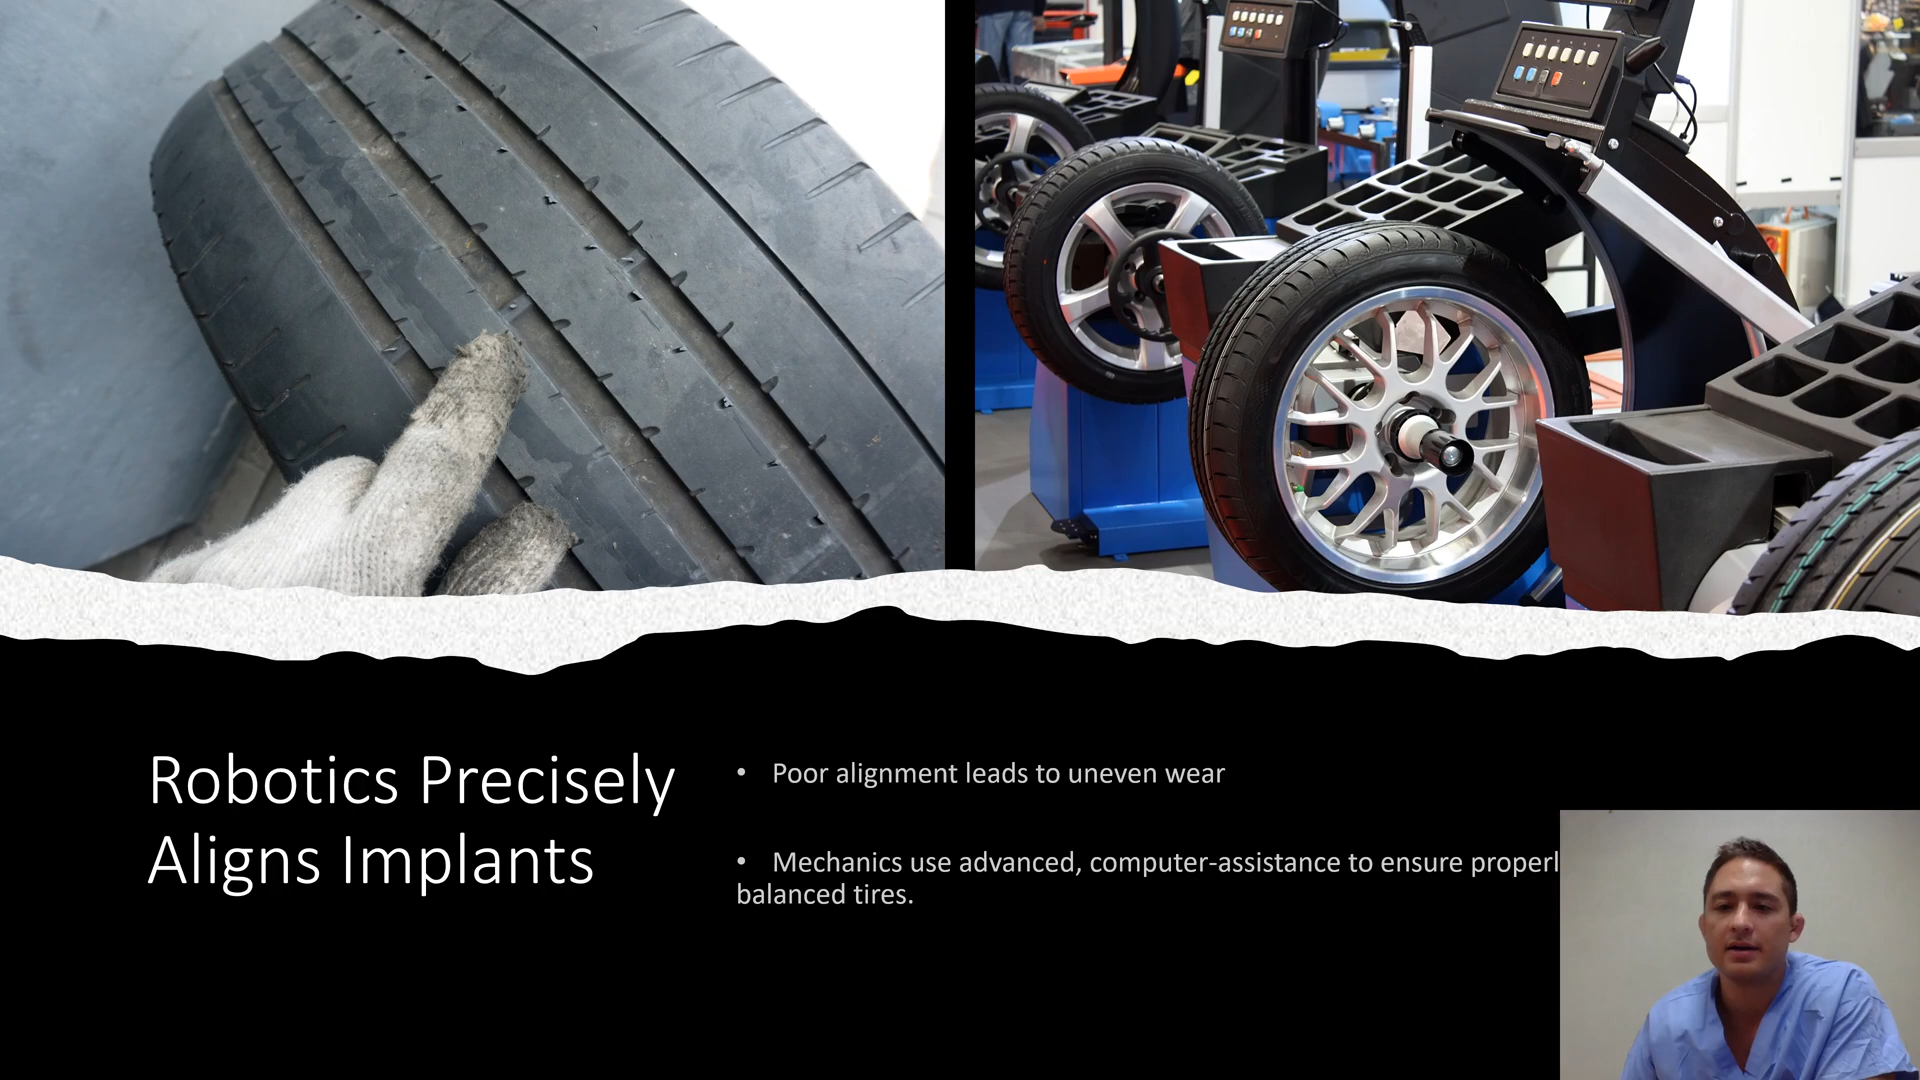 Robotics Precisely
Aligns Implants
• Poor alignment leads to uneven wear
• Mechanics use advanced, computer-assistance to ensure properl
balanced tires.